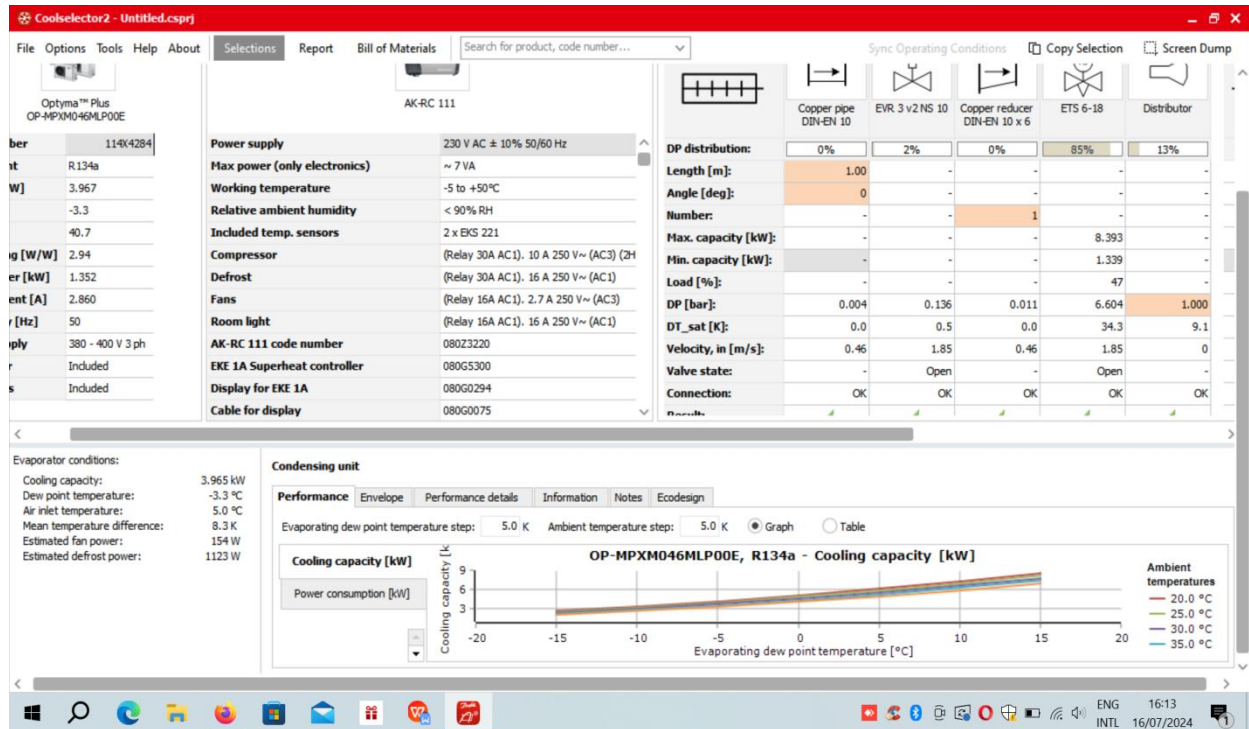 Coolselector2 - Untitled.csprj
File Options Tools Help About Selections Report Bill of Materials Search for product, code number... Sync Operating Conditions Copy Selection Screen Dump
Optyma™ Plus
OP-MPXM046MLP00E
AK-RC 111
Copper pipe
DIN-EN 10
EVR 3 v2 NS 10
Copper reducer
DIN-EN 10 x 6
ETS 6-18
Distributor
ber 114X4284
nt R134a
W] 3.967
-3.3
40.7
ng [W/W] 2.94
er [kW] 1.352
ent [A] 2.860
y [Hz] 50
pply 380 - 400 V 3 ph
r Included
s Included
Power supply 230 V AC ± 10% 50/60 Hz
Max power (only electronics) ~ 7 VA
Working temperature -5 to +50°C
Relative ambient humidity < 90% RH
Included temp. sensors 2 x EKS 221
Compressor (Relay 30A AC1). 10 A 250 V~ (AC3) (2H
Defrost (Relay 30A AC1). 16 A 250 V~ (AC1)
Fans (Relay 16A AC1). 2.7 A 250 V~ (AC3)
Room light (Relay 16A AC1). 16 A 250 V~ (AC1)
AK-RC 111 code number 080Z3220
EKE 1A Superheat controller 080G5300
Display for EKE 1A 080G0294
Cable for display 080G0075
DP distribution: 0% 2% 0% 85% 13%
Length [m]: 1.00 - - - -
Angle [deg]: 0 - - - -
Number: - - 1 - -
Max. capacity [kW]: - - - 8.393 -
Min. capacity [kW]: - - - 1.339 -
Load [%]: - - - 47 -
DP [bar]: 0.004 0.136 0.011 6.604 1.000
DT_sat [K]: 0.0 0.5 0.0 34.3 9.1
Velocity, in [m/s]: 0.46 1.85 0.46 1.85 0
Valve state: - Open - Open -
Connection: OK OK OK OK OK
Result:
Evaporator conditions:
Cooling capacity: 3.965 kW
Dew point temperature: -3.3 °C
Air inlet temperature: 5.0 °C
Mean temperature difference: 8.3 K
Estimated fan power: 154 W
Estimated defrost power: 1123 W
Condensing unit
Performance Envelope Performance details Information Notes Ecodesign
Evaporating dew point temperature step: 5.0 K Ambient temperature step: 5.0 K Graph Table
Cooling capacity [kW]
Power consumption [kW]
OP-MPXM046MLP00E, R134a - Cooling capacity [kW]
Cooling capacity [k
9
6
3
-20 -15 -10 -5 0 5 10 15 20
Evaporating dew point temperature [°C]
Ambient
temperatures
20.0 °C
25.0 °C
30.0 °C
35.0 °C
ENG
INTL
16:13
16/07/2024
1